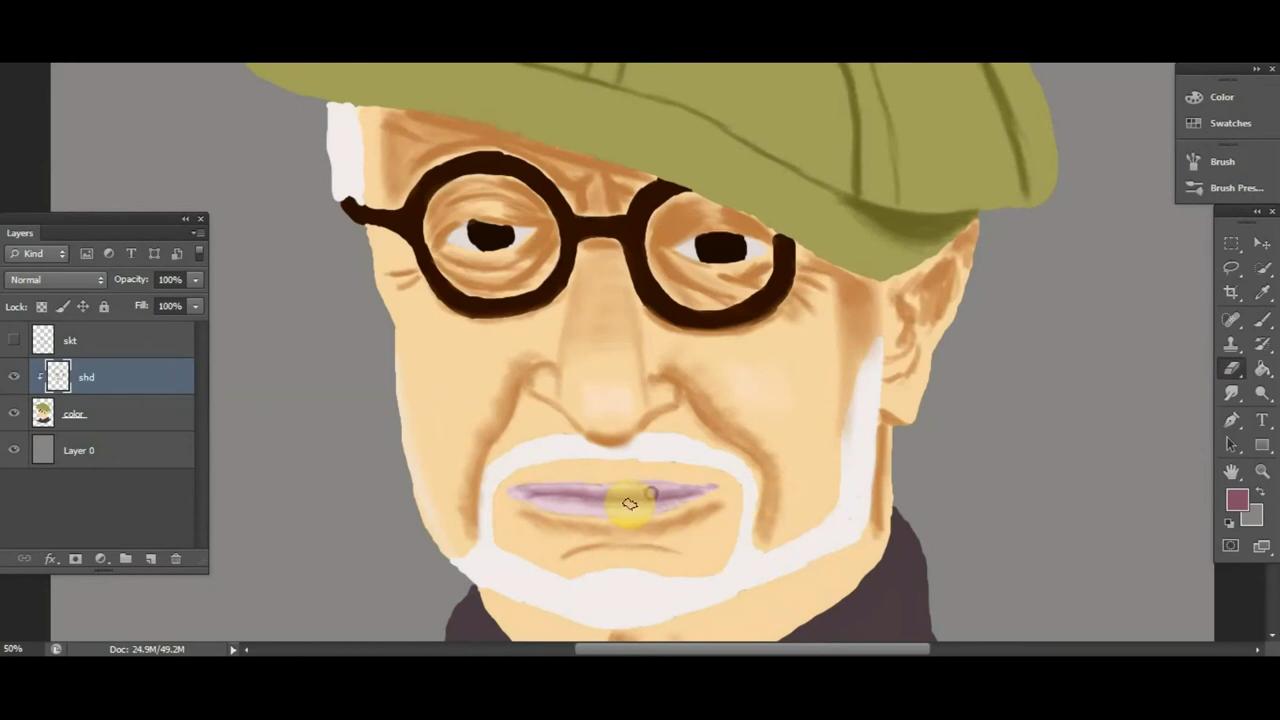 Color
Swatches
Brush
Brush Pres...
Layers
Kind
Normal Opacity: 100%
Lock: Fill: 100%
skt
shd
color
Layer 0
fx
50% Doc: 24.9M/49.2M